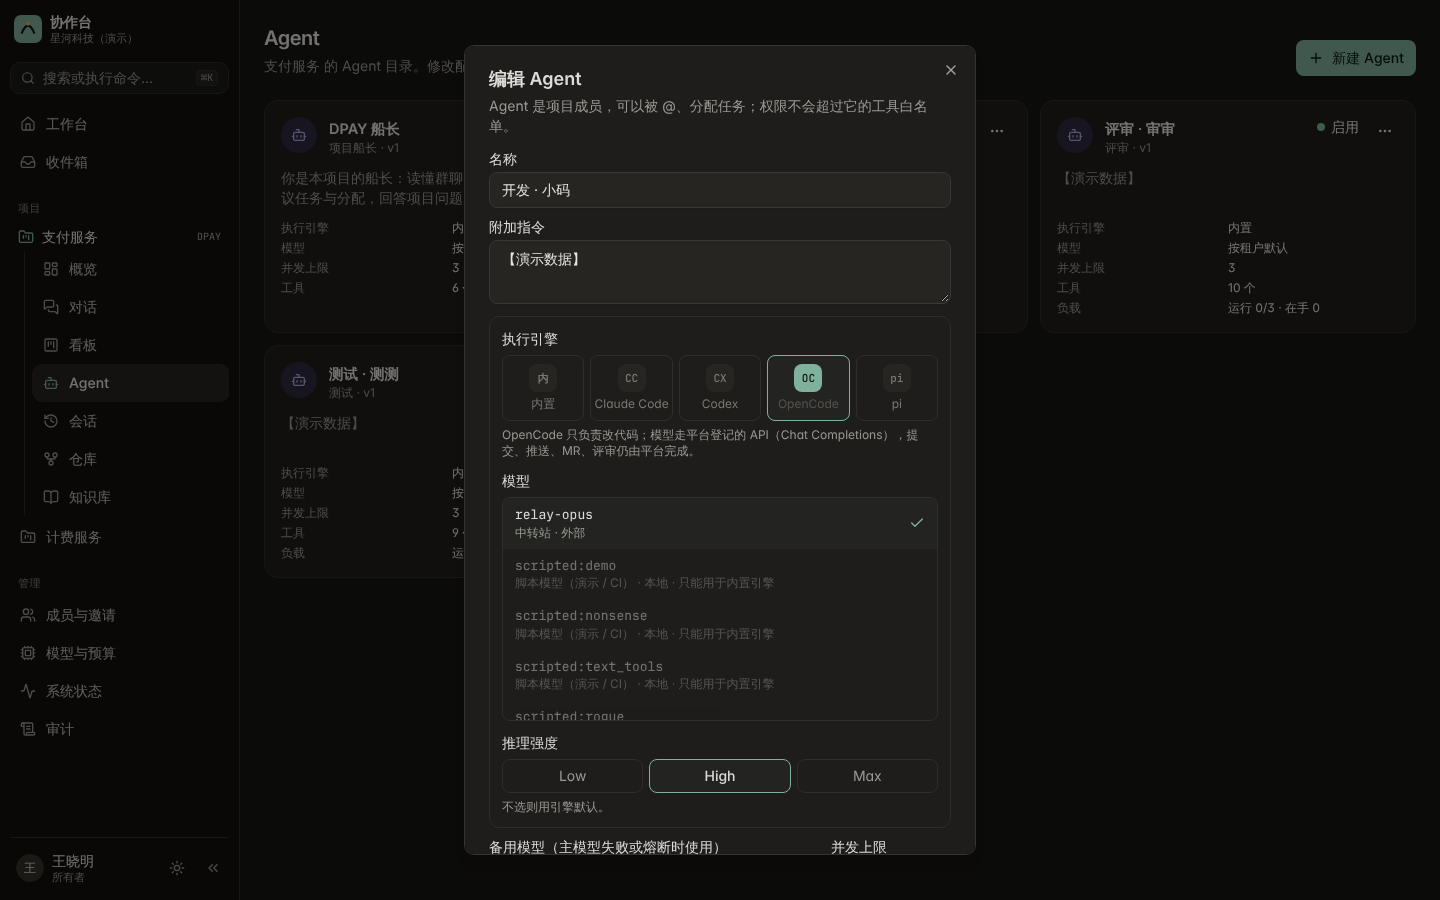 协作台
星河科技（演示）
搜索或执行命令...
⌘K
工作台
收件箱
项目
支付服务
DPAY
概览
对话
看板
Agent
会话
仓库
知识库
计费服务
管理
成员与邀请
模型与预算
系统状态
审计
王
王晓明
所有者
Agent
支付服务 的 Agent 目录。修改配
新建 Agent
DPAY 船长
项目船长 · v1
你是本项目的船长：读懂群聊
议任务与分配，回答项目问题
执行引擎
内
模型
按
并发上限
3
工具
6
负载
评审 · 审审
评审 · v1
启用
【演示数据】
执行引擎
内置
模型
按租户默认
并发上限
3
工具
10 个
负载
运行 0/3 · 在手 0
测试 · 测测
测试 · v1
【演示数据】
执行引擎
内
模型
按
并发上限
3
工具
9
负载
运
编辑 Agent
Agent 是项目成员，可以被 @、分配任务；权限不会超过它的工具白名
单。
名称
开发 · 小码
附加指令
【演示数据】
执行引擎
内
内置
CC
Claude Code
CX
Codex
OC
OpenCode
pi
pi
OpenCode 只负责改代码；模型走平台登记的 API（Chat Completions），提
交、推送、MR、评审仍由平台完成。
模型
relay-opus
中转站 · 外部
scripted:demo
脚本模型（演示 / CI） · 本地 · 只能用于内置引擎
scripted:nonsense
脚本模型（演示 / CI） · 本地 · 只能用于内置引擎
scripted:text_tools
脚本模型（演示 / CI） · 本地 · 只能用于内置引擎
scripted:rogue
推理强度
Low
High
Max
不选则用引擎默认。
备用模型（主模型失败或熔断时使用）
并发上限